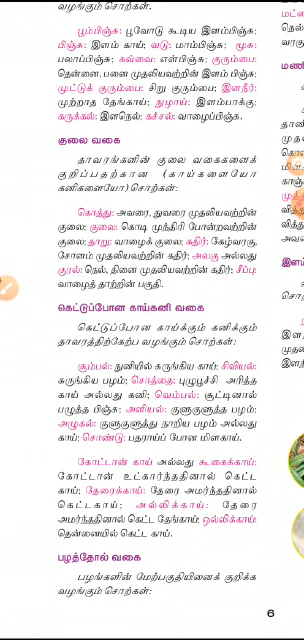 வழங்கும் சொற்கள்.
பூம்பிஞ்சு: பூவோடு கூடிய இளம்பிஞ்சு;
பிஞ்சு: இளம் காய்; வடு: மாம்பிஞ்சு; மூசு:
பலாப்பிஞ்சு; கவ்வை: எள்பிஞ்சு; குரும்பை:
தென்னை, பனை முதலியவற்றின் இளம் பிஞ்சு;
முட்டுக் குரும்பை: சிறு குரும்பை; இளநீர்:
முற்றாத தேங்காய்; நுழாய்: இளம்பாக்கு;
கருக்கல்: இளநெல்; கச்சல்: வாழைப்பிஞ்சு.
குலை வகை
தாவரங்களின் குலை வகைகளைக்
குறிப்பதற்கான (காய்களையோ
கனிகளையோ) சொற்கள்:
கொத்து: அவரை, துவரை முதலியவற்றின்
குலை; குலை: கொடி முந்திரி போன்றவற்றின்
குலை; தாறு: வாழைக் குலை; கதிர்: கேழ்வரகு,
சோளம் முதலியவற்றின் கதிர்; அலகு அல்லது
குரல்: நெல், தினை முதலியவற்றின் கதிர்; சீப்பு:
வாழைத் தாற்றின் பகுதி.
கெட்டுப்போன காய்கனி வகை
கெட்டுப்போன காய்க்கும் கனிக்கும்
தாவரத்திற்கேற்ப வழங்கும் சொற்கள்:
சூம்பல்: நுனியில் சுருங்கிய காய்; சிவியல்:
சுருங்கிய பழம்; சொத்தை: புழுபூச்சி அரித்த
காய் அல்லது கனி; வெம்பல்: சூட்டினால்
பழுத்த பிஞ்சு; அளியல்: குளுகுளுத்த பழம்;
அழுகல்: குளுகுளுத்து நாறிய பழம் அல்லது
காய்; சொண்டு: பதராய்ப் போன மிளகாய்.
கோட்டான் காய் அல்லது கூகைக்காய்:
கோட்டான் உட்கார்ந்ததினால் கெட்ட
காய்; தேரைக்காய்: தேரை அமர்ந்ததினால்
கெட்டகாய்; அல்லிக்காய்: தேரை
அமர்ந்ததினால் கெட்ட தேங்காய்; ஒல்லிக்காய்:
தென்னையில் கெட்ட காய்.
பழத்தோல் வகை
பழங்களின் மேற்பகுதியினைக் குறிக்க
வழங்கும் சொற்கள்:
6